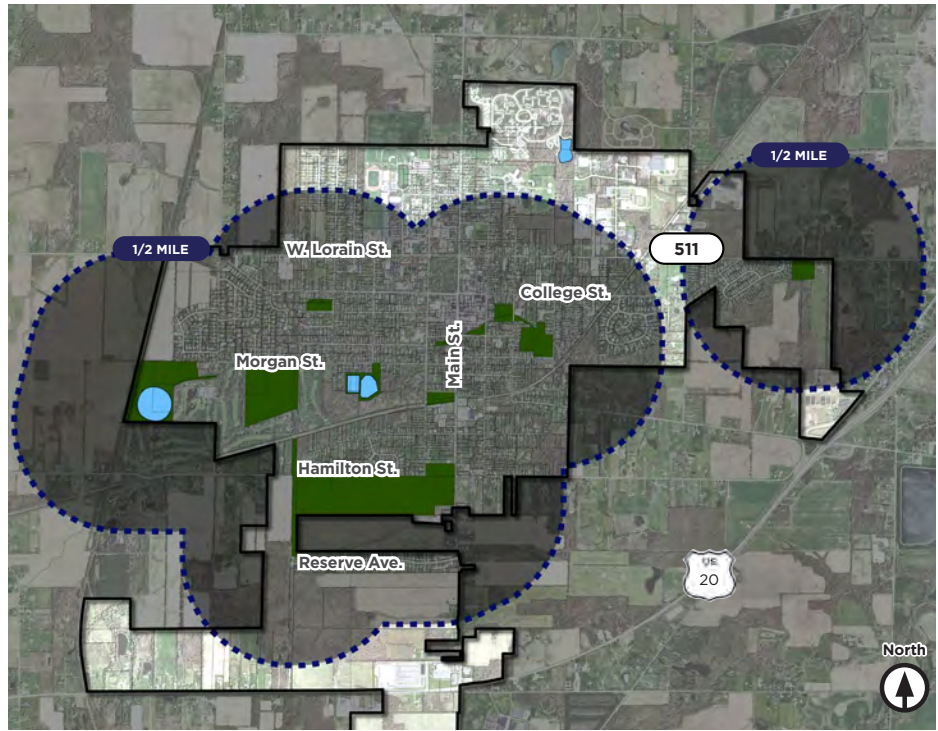 1/2 MILE
1/2 MILE
W. Lorain St.
511
College St.
Main St.
Morgan St.
Hamilton St.
Reserve Ave.
US
20
North